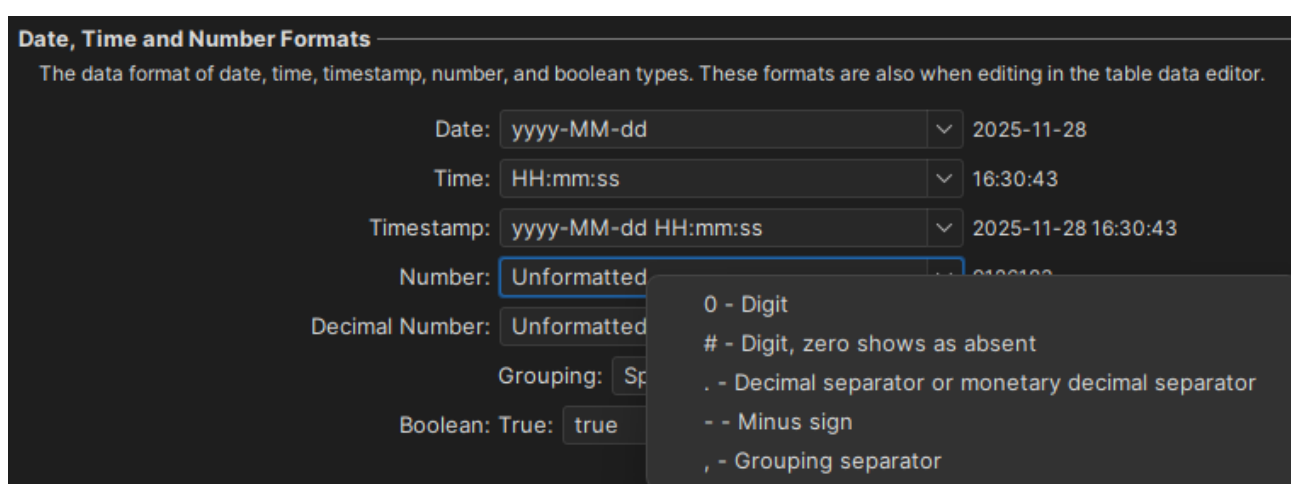 Date, Time and Number Formats
The data format of date, time, timestamp, number, and boolean types. These formats are also when editing in the table data editor.
Date: yyyy-MM-dd 2025-11-28
Time: HH:mm:ss 16:30:43
Timestamp: yyyy-MM-dd HH:mm:ss 2025-11-28 16:30:43
Number: Unformatted
0 - Digit
Decimal Number: Unformatted
# - Digit, zero shows as absent
. - Decimal separator or monetary decimal separator
Grouping:
Boolean: True: true
- - Minus sign
, - Grouping separator